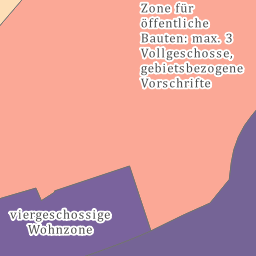 Zone für
öffentliche
Bauten: max. 3
Vollgeschosse,
gebietsbezogene
Vorschrifte
viergeschossige
Wohnzone